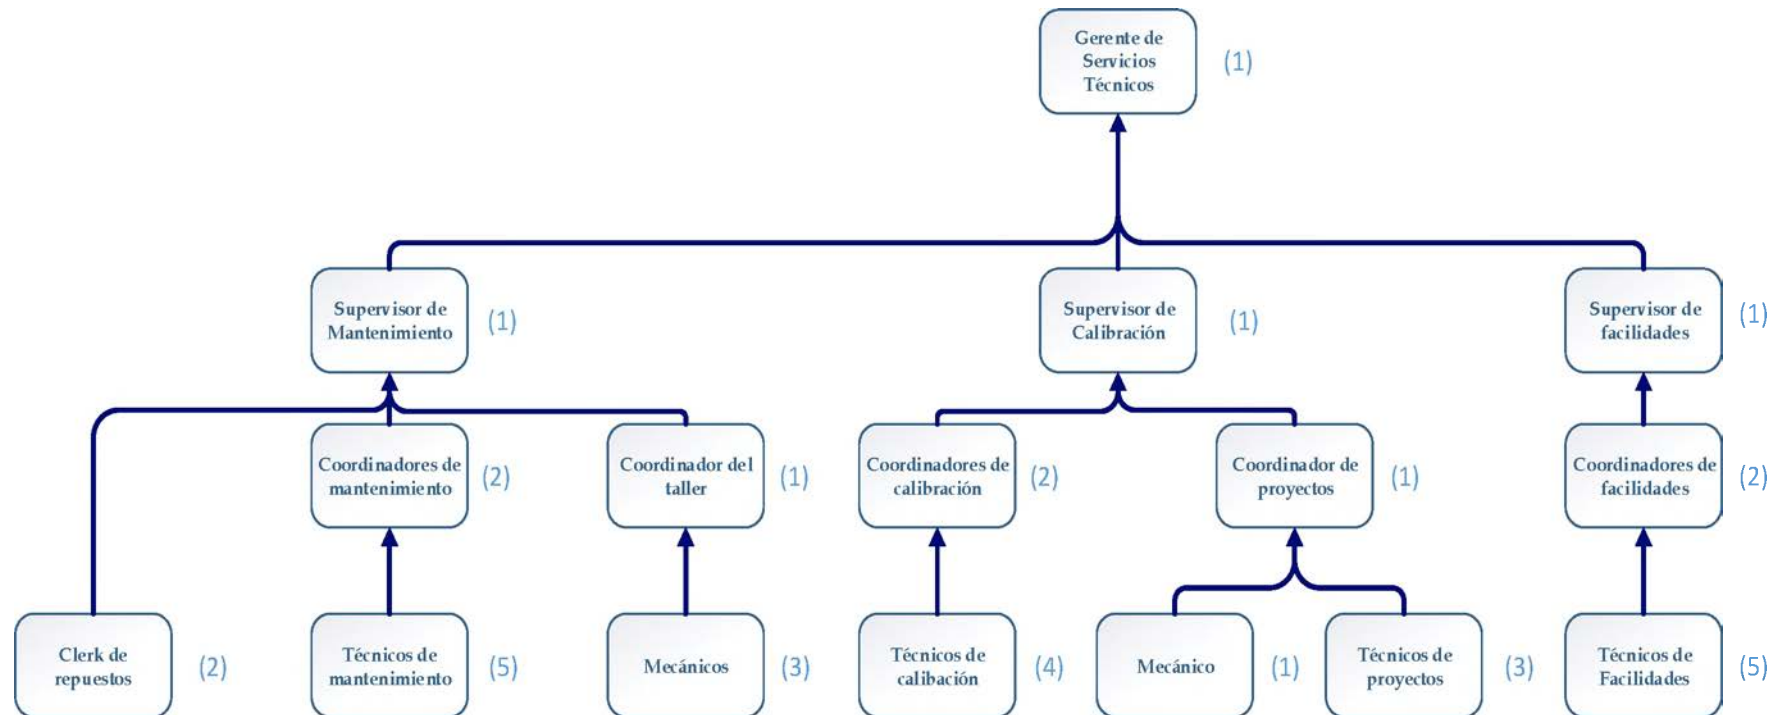 Gerente de
Servicios
Técnicos
(1)
Supervisor de
Mantenimiento
(1)
Supervisor de
Calibración
(1)
Supervisor de
facilidades
(1)
Coordinadores de
mantenimiento
(2)
Coordinador del
taller
(1)
Coordinadores de
calibración
(2)
Coordinador de
proyectos
(1)
Coordinadores de
facilidades
(2)
Clerk de
repuestos
(2)
Técnicos de
mantenimiento
(5)
Mecánicos
(3)
Técnicos de
calibación
(4)
Mecánico
(1)
Técnicos de
proyectos
(3)
Técnicos de
Facilidades
(5)